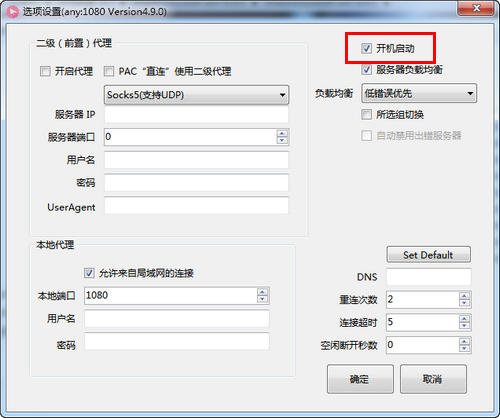 选项设置(any:1080 Version4.9.0)
二级（前置）代理
开启代理
PAC “直连” 使用二级代理
Socks5(支持UDP)
服务器 IP
服务器端口
0
用户名
密码
UserAgent
开机启动
服务器负载均衡
负载均衡
低错误优先
所选组切换
自动禁用出错服务器
本地代理
允许来自局域网的连接
本地端口
1080
用户名
密码
Set Default
DNS
重连次数
2
连接超时
5
空闲断开秒数
0
确定
取消